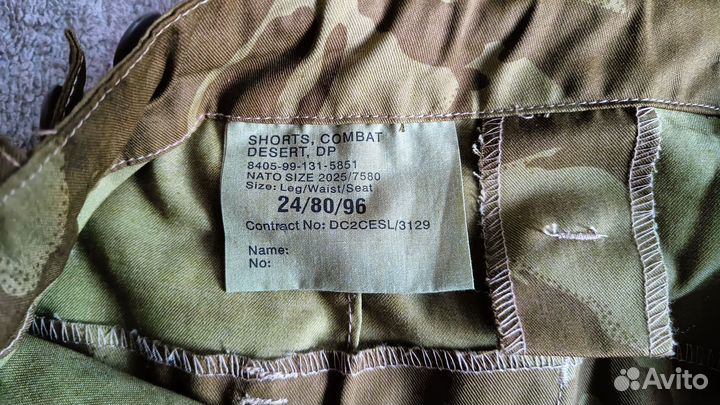 SHORTS, COMBAT
DESERT, DP
8405-99-131-5851
NATO SIZE 2025/7580
Size: Leg/Waist/Seat
24/80/96
Contract No: DC2CESL/3129
Name:
No:
Avito